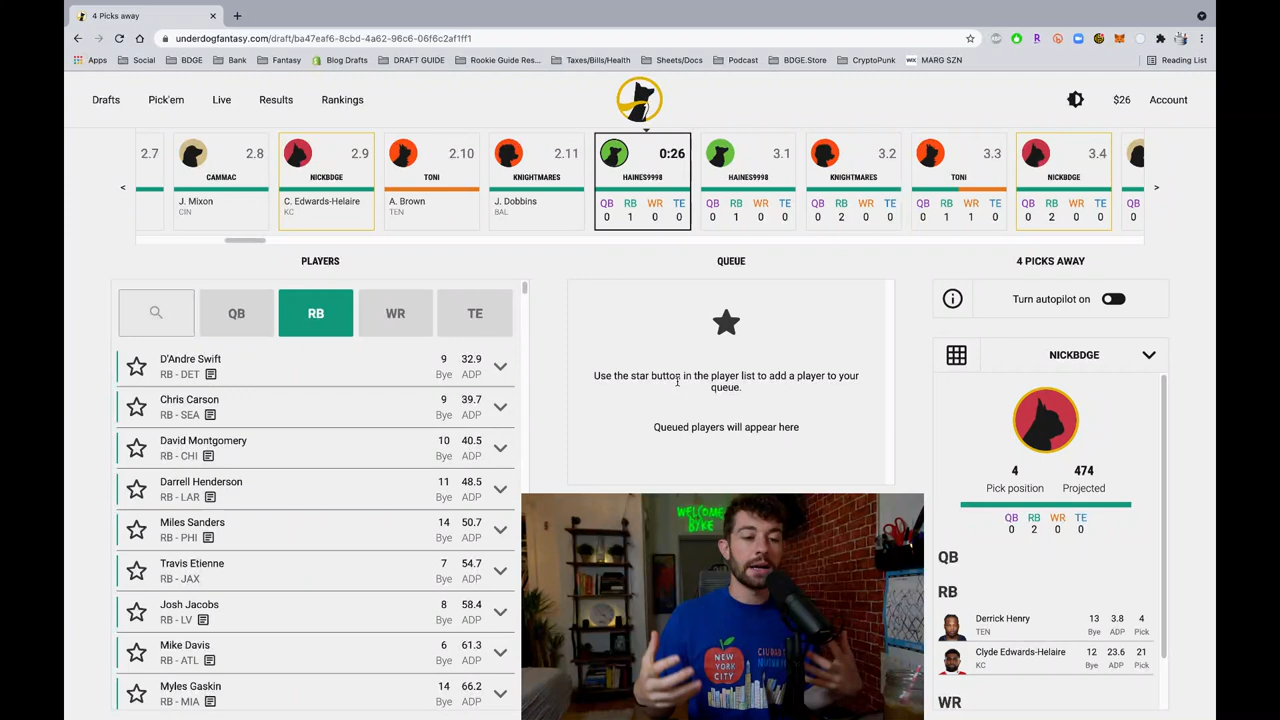 4 Picks away
underdogfantasy.com/draft/ba47eaf6-8cbd-4a62-96c6-06f6c2af1ff1
Apps Social BDGE Bank Fantasy Blog Drafts DRAFT GUIDE Rookie Guide Res... Taxes/Bills/Health Sheets/Docs Podcast BDGE.Store CryptoPunk WIX MARG SZN Reading List
Drafts Pick'em Live Results Rankings $26 Account
2.7 2.8 2.9 2.10 2.11 0:26 3.1 3.2 3.3 3.4
CAMMAC NICKBDGE TONI KNIGHTMARES HAINES9998 HAINES9998 KNIGHTMARES TONI NICKBDGE
J. Mixon C. Edwards-Helaire A. Brown J. Dobbins QB RB WR TE QB RB WR TE QB RB WR TE QB RB WR TE QB RB WR TE QB
CIN KC TEN BAL 0 1 0 0 0 1 0 0 0 2 0 0 0 1 1 0 0 2 0 0 0
< >
PLAYERS QUEUE 4 PICKS AWAY
QB RB WR TE
D'Andre Swift 9 32.9
RB - DET Bye ADP
Chris Carson 9 39.7
RB - SEA Bye ADP
David Montgomery 10 40.5
RB - CHI Bye ADP
Darrell Henderson 11 48.5
RB - LAR Bye ADP
Miles Sanders 14 50.7
RB - PHI Bye ADP
Travis Etienne 7 54.7
RB - JAX Bye ADP
Josh Jacobs 8 58.4
RB - LV Bye ADP
Mike Davis 6 61.3
RB - ATL Bye ADP
Myles Gaskin 14 66.2
RB - MIA Bye ADP
Use the star button in the player list to add a player to your
queue.
Queued players will appear here
Turn autopilot on
NICKBDGE
4 474
Pick position Projected
QB RB WR TE
0 2 0 0
QB
RB
Derrick Henry 13 3.8 4
TEN Bye ADP Pick
Clyde Edwards-Helaire 12 23.6 21
KC Bye ADP Pick
WR
WELCOME
BYKE
NEW
YORK
CITY